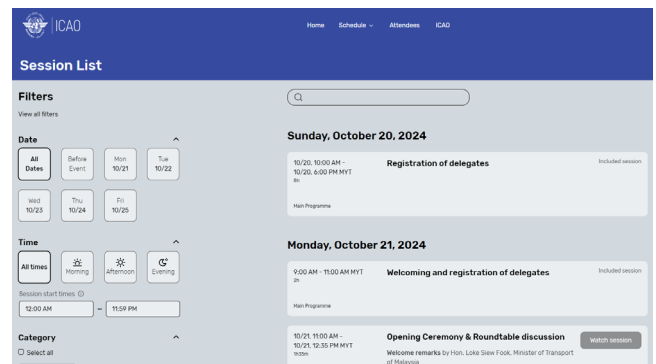 ICAO
Home Schedule Attendees ICAO
Session List
Filters
View all filters
Date
All Dates
Before Event
Mon 10/21
Tue 10/22
Wed 10/23
Thu 10/24
Fri 10/25
Time
All times
Morning
Afternoon
Evening
Session start times
12:00 AM – 11:59 PM
Category
Select all
Sunday, October 20, 2024
10/20, 10:00 AM -
10/20, 6:00 PM MYT
8h
Main Programme
Registration of delegates
Included session
Monday, October 21, 2024
9:00 AM - 11:00 AM MYT
2h
Main Programme
Welcoming and registration of delegates
Included session
10/21, 11:00 AM -
10/21, 12:35 PM MYT
1h35m
Opening Ceremony & Roundtable discussion
Welcome remarks by Hon. Loke Siew Fook, Minister of Transport
of Malaysia
Watch session